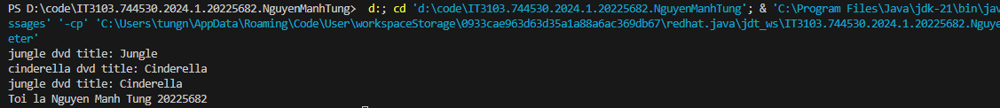 PS D:\code\IT3103.744530.2024.1.20225682.NguyenManhTung>  d:; cd 'd:\code\IT3103.744530.2024.1.20225682.NguyenManhTung'; & 'C:\Program Files\Java\jdk-21\bin\jav
ssages' '-cp' 'C:\Users\tungn\AppData\Roaming\Code\User\workspaceStorage\0933cae963d63d35a1a88a6ac369db67\redhat.java\jdt_ws\IT3103.744530.2024.1.20225682.Nguye
eter'
jungle dvd title: Jungle
cinderella dvd title: Cinderella
jungle dvd title: Cinderella
Toi la Nguyen Manh Tung 20225682